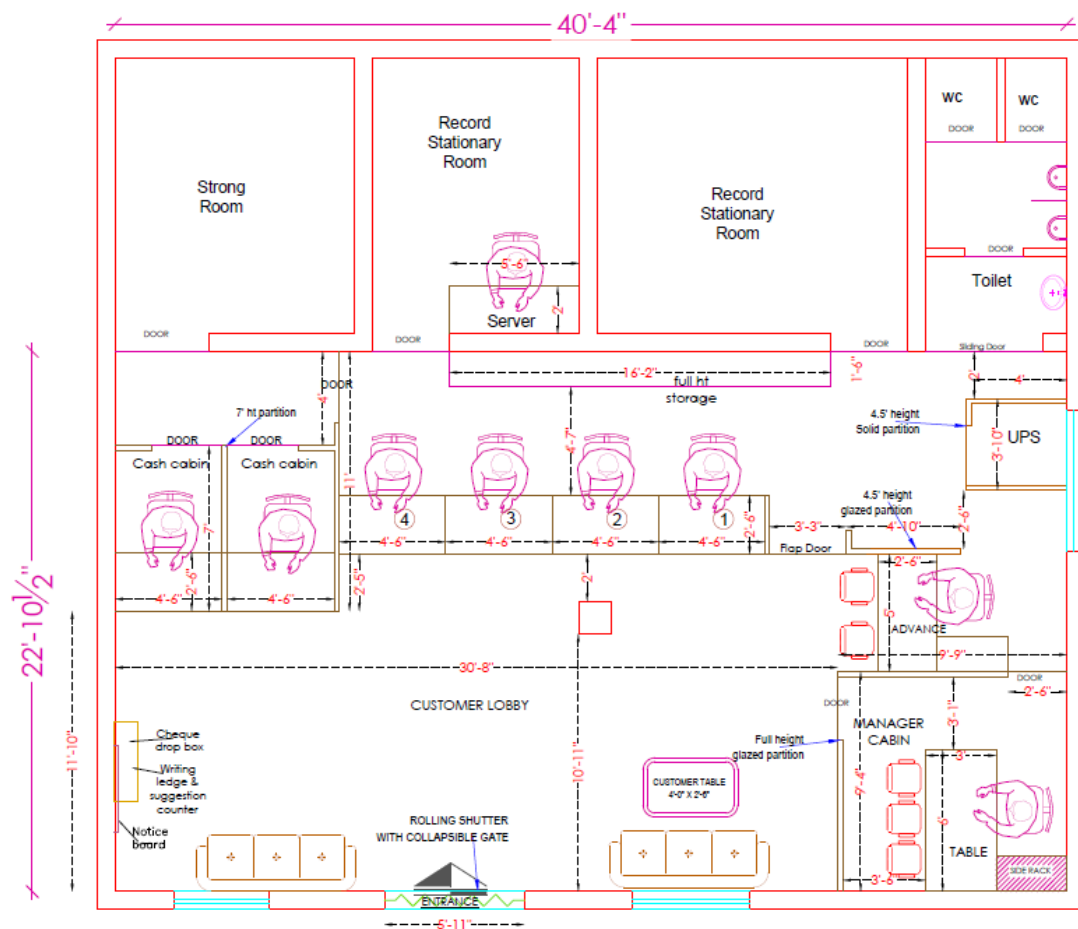 40'-4"
WC
WC
DOOR
DOOR
Record
Stationary
Room
Strong
Room
Record
Stationary
Room
5'-6"
2'
Server
DOOR
Toilet
DOOR
DOOR
DOOR
Sliding Door
16'-2"
full ht
storage
1'-6"
2'
4'
DOOR
4'
7' ht partition
4'-7"
4.5' height
Solid partition
UPS
3'-10"
DOOR
DOOR
Cash cabin
Cash cabin
11'
7'
4.5' height
glazed partition
4
3
2
1
2'-6"
3'-3"
4'-10"
2'-6"
4'-6"
4'-6"
4'-6"
4'-6"
Flap Door
2'-6"
2'-6"
4'-6"
4'-6"
2'-5"
2'
5'
ADVANCE
22'-10½"
9'-9"
30'-8"
DOOR
2'-6"
CUSTOMER LOBBY
DOOR
MANAGER
CABIN
3'-1"
Cheque
drop box
Full height
glazed partition
11'-10"
10'-11"
9'-4"
3'
Writing
ledge &
suggestion
counter
CUSTOMER TABLE
4'-0" X 2'-6"
Notice
Board
ROLLING SHUTTER
WITH COLLAPSIBLE GATE
6'
TABLE
3'-6"
SIDE RACK
ENTRANCE
5'-11"